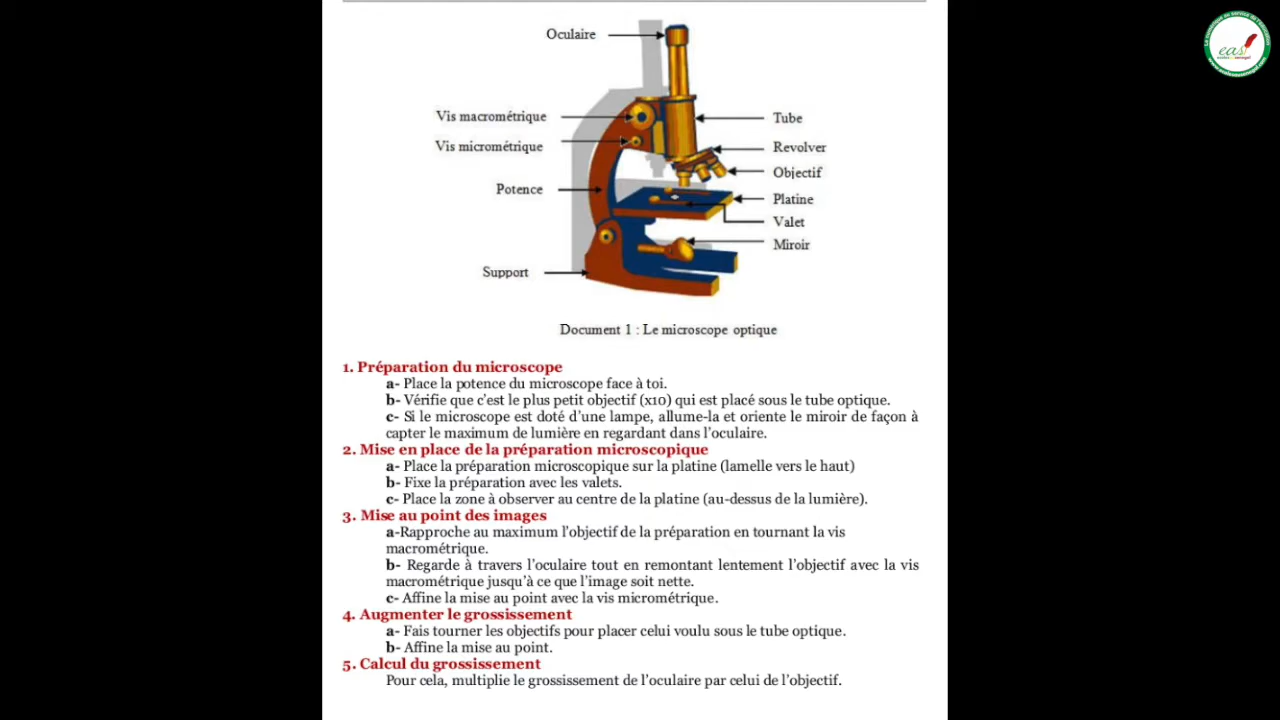 Oculaire
Vis macrométrique
Tube
Vis micrométrique
Revolver
Objectif
Potence
Platine
Valet
Miroir
Support
Document 1 : Le microscope optique
1. Préparation du microscope
a- Place la potence du microscope face à toi.
b- Vérifie que c’est le plus petit objectif (x10) qui est placé sous le tube optique.
c- Si le microscope est doté d’une lampe, allume-la et oriente le miroir de façon à
capter le maximum de lumière en regardant dans l’oculaire.
2. Mise en place de la préparation microscopique
a- Place la préparation microscopique sur la platine (lamelle vers le haut)
b- Fixe la préparation avec les valets.
c- Place la zone à observer au centre de la platine (au-dessus de la lumière).
3. Mise au point des images
a-Rapproche au maximum l’objectif de la préparation en tournant la vis
macrométrique.
b- Regarde à travers l’oculaire tout en remontant lentement l’objectif avec la vis
macrométrique jusqu’à ce que l’image soit nette.
c- Affine la mise au point avec la vis micrométrique.
4. Augmenter le grossissement
a- Fais tourner les objectifs pour placer celui voulu sous le tube optique.
b- Affine la mise au point.
5. Calcul du grossissement
Pour cela, multiplie le grossissement de l’oculaire par celui de l’objectif.
eas